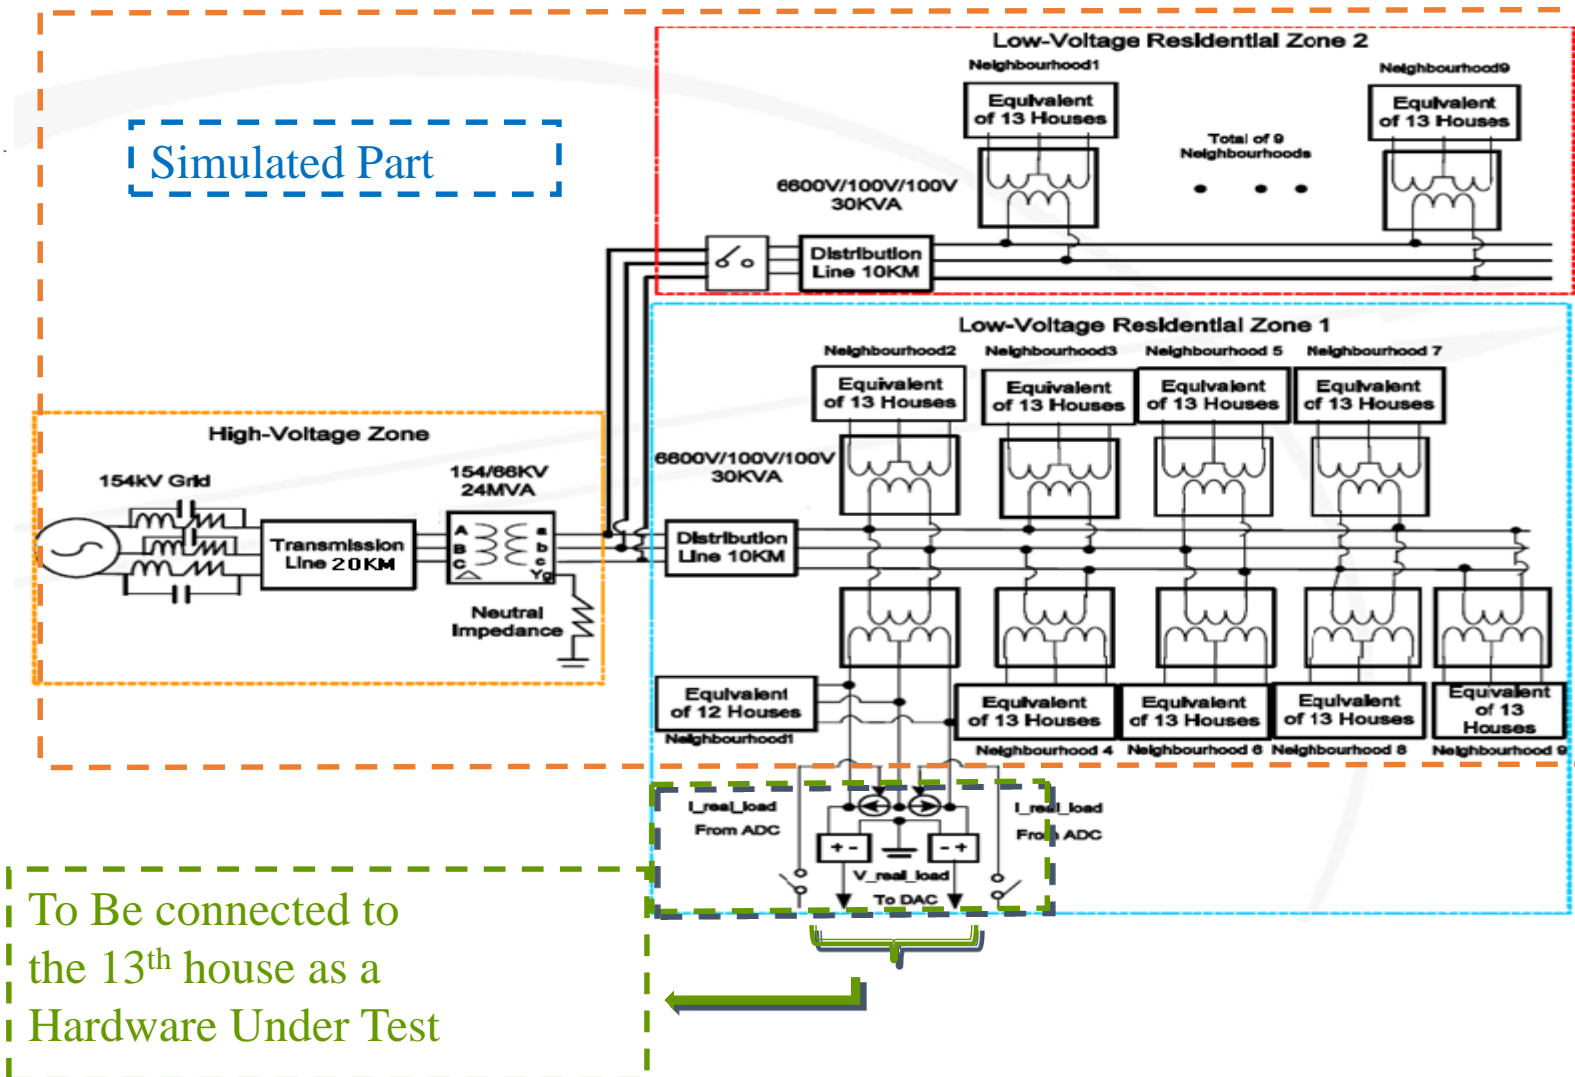 Low-Voltage Residential Zone 2
Neighbourhood1
Neighbourhood9
Equivalent
of 13 Houses
Equivalent
of 13 Houses
Total of 9
Neighbourhoods
Simulated Part
6600V/100V/100V
30KVA
Distribution
Line 10KM
Low-Voltage Residential Zone 1
Neighbourhood2
Neighbourhood3
Neighbourhood 5
Neighbourhood 7
Equivalent
of 13 Houses
Equivalent
of 13 Houses
Equivalent
of 13 Houses
Equivalent
of 13 Houses
High-Voltage Zone
6600V/100V/100V
30KVA
154kV Grid
154/66KV
24MVA
Transmission
Line 20KM
A
B
C
a
b
c
Yg
Distribution
Line 10KM
Neutral
Impedance
Equivalent
of 12 Houses
Neighbourhood1
Equivalent
of 13 Houses
Neighbourhood 4
Equivalent
of 13 Houses
Neighbourhood 6
Equivalent
of 13 Houses
Neighbourhood 8
Equivalent
of 13
Houses
Neighbourhood 9
I_real_load
From ADC
I_real_load
From ADC
+ -
- +
V_real_load
To DAC
To Be connected to
the 13th house as a
Hardware Under Test